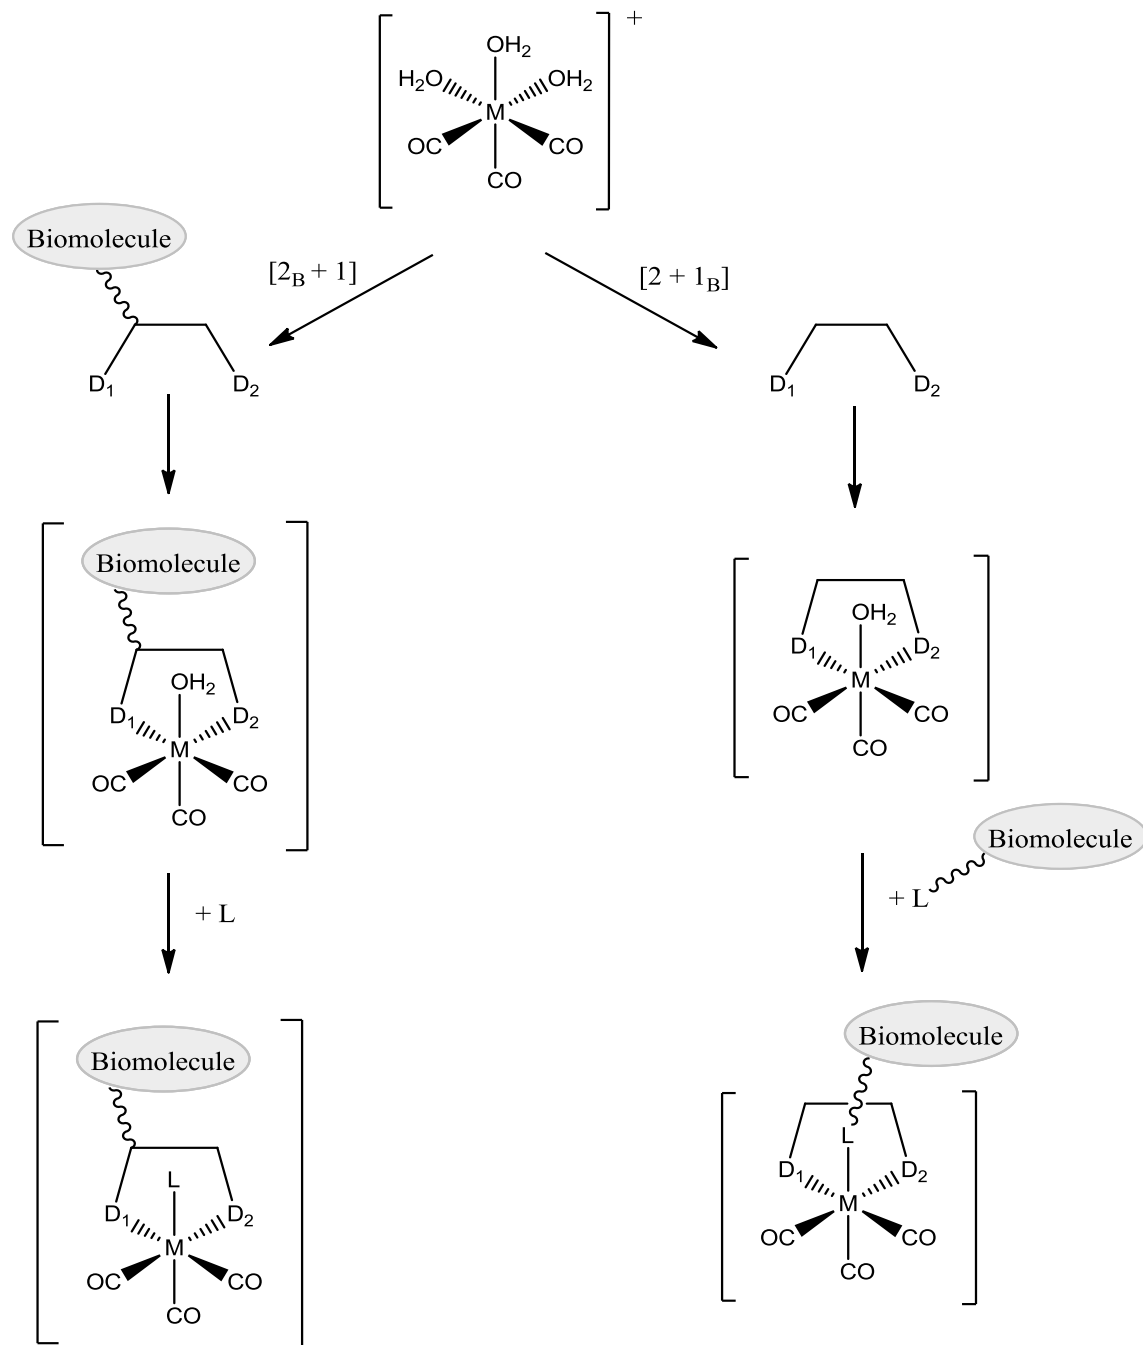 +
OH₂
H₂O OH₂
M
OC CO
CO
Biomolecule
[2_B + 1] [2 + 1_B]
D₁ D₂ D₁ D₂
Biomolecule
OH₂
D₁ D₂
M
OC CO
CO
OH₂
D₁ D₂
M
OC CO
CO
Biomolecule
+ L
+ L
Biomolecule
L
D₁ D₂
M
OC CO
CO
Biomolecule
L
D₁ D₂
M
OC CO
CO